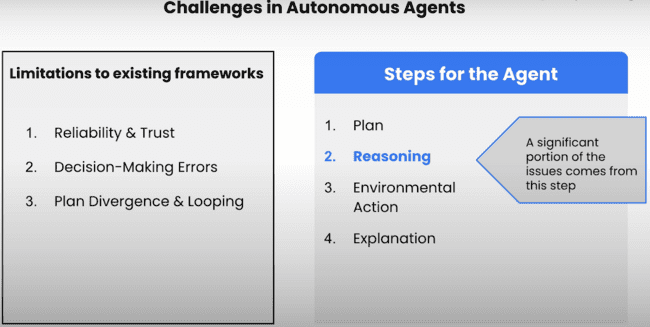 Challenges in Autonomous Agents
Limitations to existing frameworks
1. Reliability & Trust
2. Decision-Making Errors
3. Plan Divergence & Looping
Steps for the Agent
1. Plan
2. Reasoning
3. Environmental
Action
4. Explanation
A significant
portion of the
issues comes from
this step